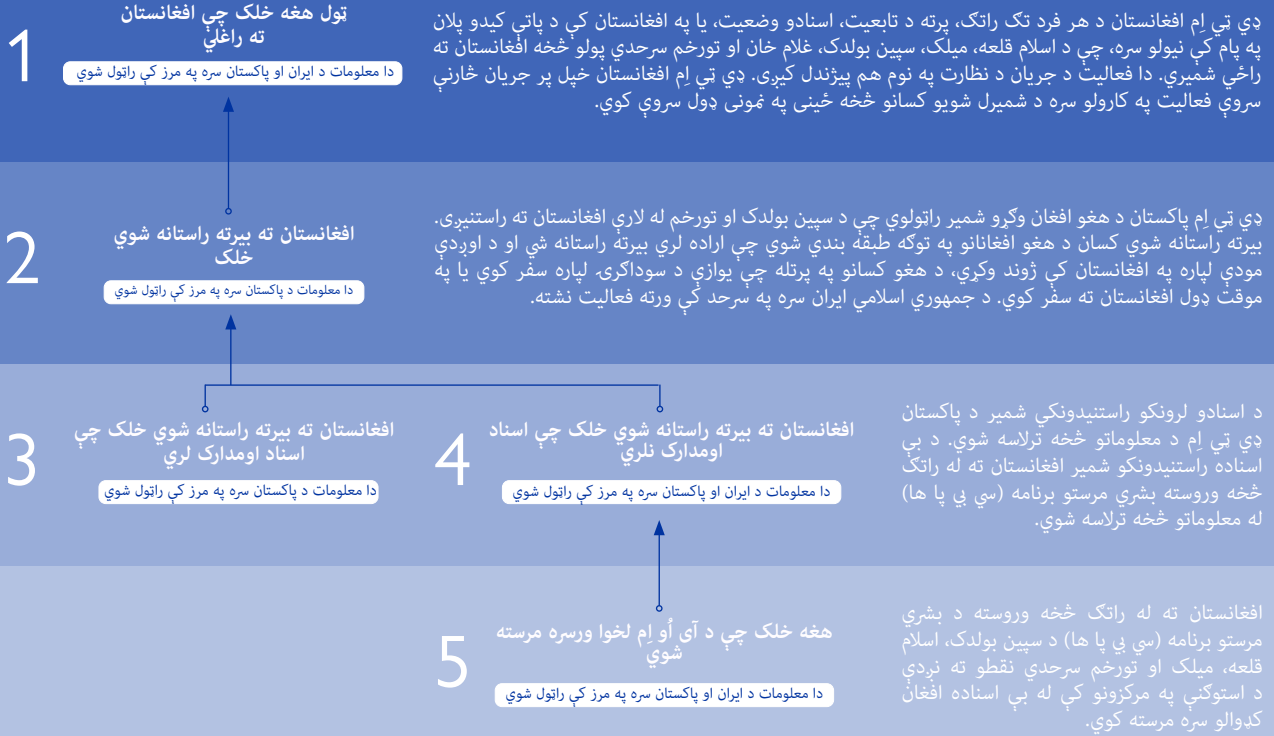 1
ټول هغه خلک چې افغانستان
ته راغلي
دا معلومات د ایران او پاکستان سره په مرز کې راټول شوي
ډي ټي اِم افغانستان د هر فرد تګ راتګ، پرته د تابعیت، اسنادو وضعیت، یا په افغانستان کې د پاتې کیدو پلان
په پام کې نیولو سره، چې د اسلام قلعه، میلک، سپین بولدک، غلام خان او تورخم سرحدي پولو څخه افغانستان ته
راځي شمیري. دا فعالیت د جریان د نظارت په نوم هم پیژندل کیږی. ډي ټي اِم افغانستان خپل پر جریان څارنې
سروې فعالیت په کارولو سره د شمیرل شویو کسانو څخه ځینی په نمونی ډول سروې کوي.
2
افغانستان ته بیرته راستانه شوي
خلک
دا معلومات د پاکستان سره په مرز کې راټول شوي
ډي ټي اِم پاکستان د هغو افغان وګړو شمیر راټولوي چې د سپین بولدک او تورخم له لارې افغانستان ته راستنیږی.
بیرته راستانه شوي کسان د هغو افغانانو په توګه طبقه بندي شوي چې اراده لري بیرته راستانه شي او د اوږدې
مودې لپاره په افغانستان کې ژوند وکړي، د هغو کسانو په پرتله چې یوازې د سوداګرۍ لپاره سفر کوي یا په
موقت ډول افغانستان ته سفر کوي. د جمهوري اسلامي ایران سره په سرحد کې ورته فعالیت نشته.
3
افغانستان ته بیرته راستانه شوي خلک چې
اسناد اومدارک لري
دا معلومات د پاکستان سره په مرز کې راټول شوي
4
افغانستان ته بیرته راستانه شوي خلک چې اسناد
اومدارک نلري
دا معلومات د ایران او پاکستان سره په مرز کې راټول شوي
د اسنادو لرونکو راستنیدونکي شمیر د پاکستان
ډي ټي اِم د معلوماتو څخه ترلاسه شوي. د بې
اسناده راستنیدونکو شمیر افغانستان ته له راتګ
څخه وروسته بشري مرستو برنامه (سي بي پا ها)
له معلوماتو څخه ترلاسه شوي.
5
هغه خلک چې د آی اُو اِم لخوا ورسره مرسته
شوې
دا معلومات د ایران او پاکستان سره په مرز کې راټول شوي
افغانستان ته له راتګ څخه وروسته د بشري
مرستو برنامه (سي بي پا ها) د سپین بولدک، اسلام
قلعه، میلک او تورخم سرحدي نقطو ته نږدې
د استوګنې په مرکزونو کې له بې اسناده افغان
کډوالو سره مرسته کوي.